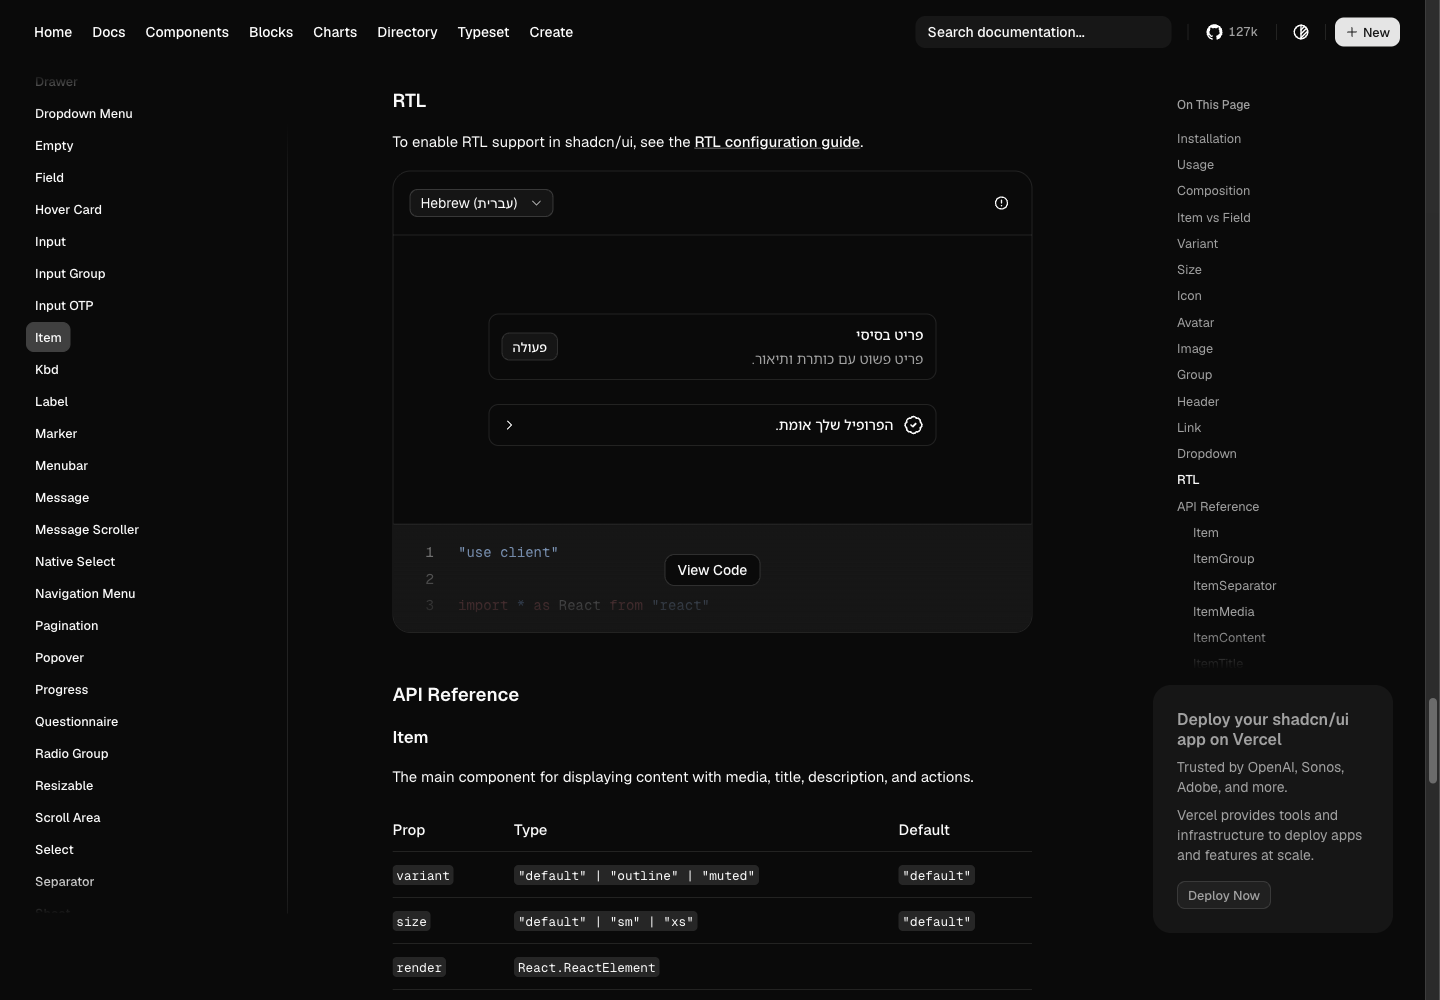 Home Docs Components Blocks Charts Directory Typeset Create
Search documentation...
127k
New
Drawer
Dropdown Menu
Empty
Field
Hover Card
Input
Input Group
Input OTP
Item
Kbd
Label
Marker
Menubar
Message
Message Scroller
Native Select
Navigation Menu
Pagination
Popover
Progress
Questionnaire
Radio Group
Resizable
Scroll Area
Select
Separator
Sheet
RTL
To enable RTL support in shadcn/ui, see the RTL configuration guide.
Hebrew (עברית)
פריט בסיסי
פריט פשוט עם כותרת ותיאור.
פעולה
הפרופיל שלך אומת.
1 "use client"
2
3 import * as React from "react"
View Code
API Reference
Item
The main component for displaying content with media, title, description, and actions.
Prop Type Default
variant "default" | "outline" | "muted" "default"
size "default" | "sm" | "xs" "default"
render React.ReactElement
On This Page
Installation
Usage
Composition
Item vs Field
Variant
Size
Icon
Avatar
Image
Group
Header
Link
Dropdown
RTL
API Reference
Item
ItemGroup
ItemSeparator
ItemMedia
ItemContent
ItemTitle
Deploy your shadcn/ui
app on Vercel
Trusted by OpenAI, Sonos,
Adobe, and more.
Vercel provides tools and
infrastructure to deploy apps
and features at scale.
Deploy Now